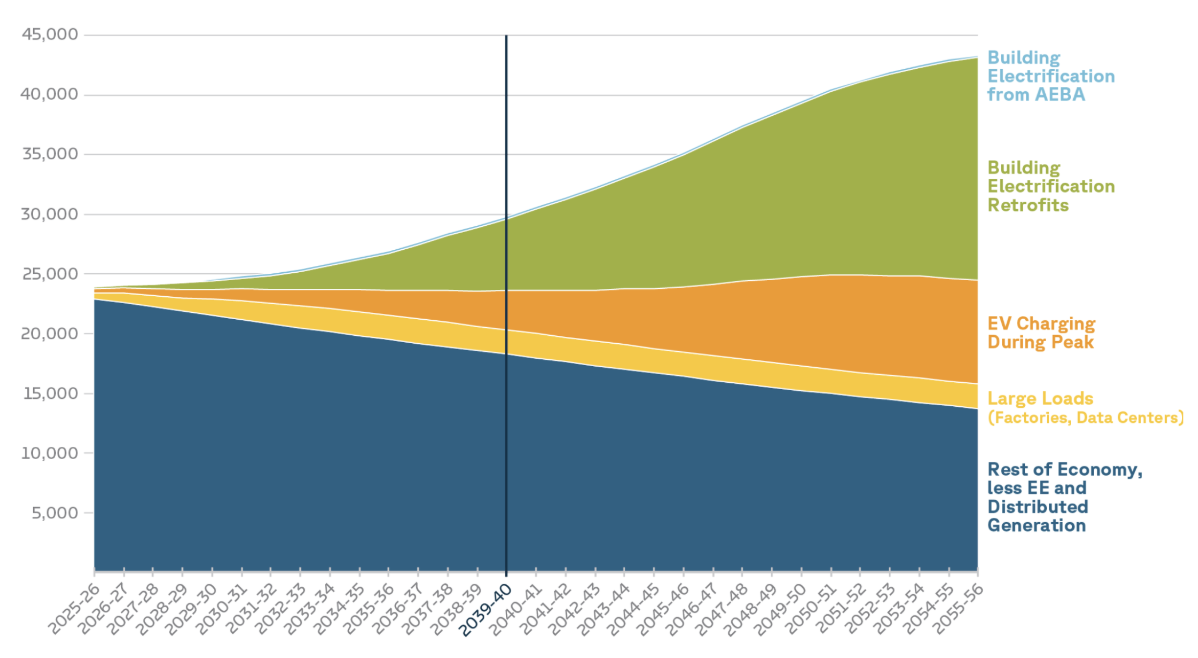 45,000
40,000
35,000
30,000
25,000
20,000
15,000
10,000
5,000
Building
Electrification
from AEBA
Building
Electrification
Retrofits
EV Charging
During Peak
Large Loads
(Factories, Data Centers)
Rest of Economy,
less EE and
Distributed
Generation
2025-26
2026-27
2027-28
2028-29
2029-30
2030-31
2031-32
2032-33
2033-34
2034-35
2035-36
2036-37
2037-38
2038-39
2039-40
2040-41
2041-42
2042-43
2043-44
2044-45
2045-46
2046-47
2047-48
2048-49
2049-50
2050-51
2051-52
2052-53
2053-54
2054-55
2055-56